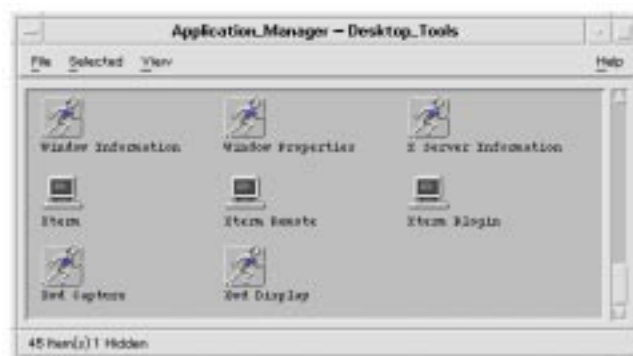 Application_Manager – Desktop_Tools
File Selected View Help
Window Information Window Properties X Server Information
Xterm Xterm Remote Xterm Rlogin
Xwd Capture Xwd Display
45 Item(s) 1 Hidden